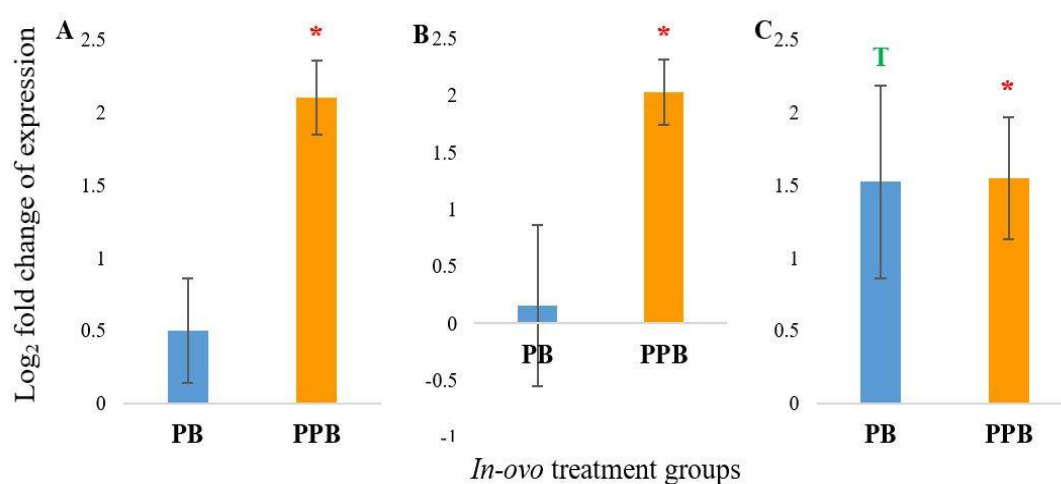 Log₂ fold change of expression
A
2.5
2
1.5
1
0.5
0
*
PB
PPB
B
2.5
2
1.5
1
0.5
0
-0.5
-1
*
PB
PPB
C
2.5
2
1.5
1
0.5
0
T
*
PB
PPB
In-ovo treatment groups